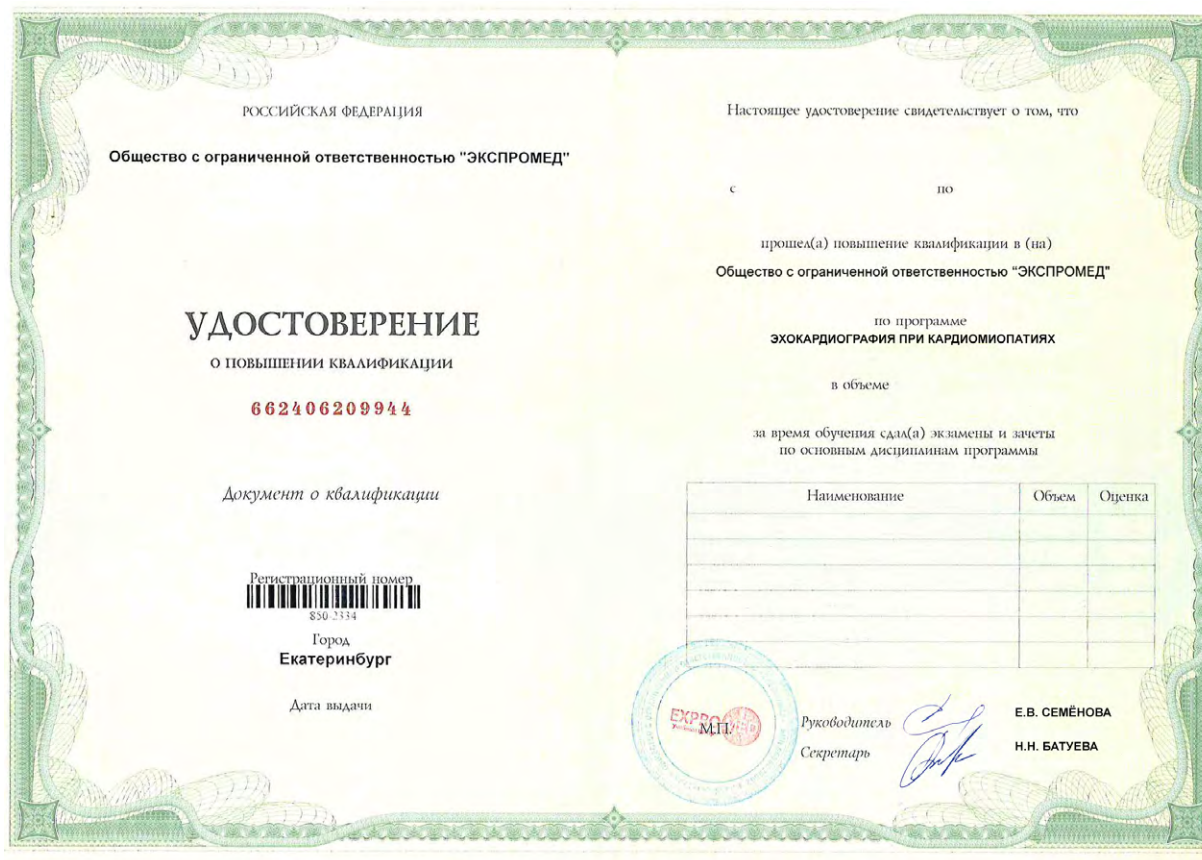 РОССИЙСКАЯ ФЕДЕРАЦИЯ
Общество с ограниченной ответственностью "ЭКСПРОМЕД"
УДОСТОВЕРЕНИЕ
О ПОВЫШЕНИИ КВАЛИФИКАЦИИ
662406209944
Документ о квалификации
Регистрационный номер
850-2334
Город
Екатеринбург
Дата выдачи
Настоящее удостоверение свидетельствует о том, что
с по
прошел(а) повышение квалификации в (на)
Общество с ограниченной ответственностью "ЭКСПРОМЕД"
по программе
ЭХОКАРДИОГРАФИЯ ПРИ КАРДИОМИОПАТИЯХ
в объеме
за время обучения сдал(а) экзамены и зачеты
по основным дисциплинам программы
Наименование Объем Оценка
М.П.
Руководитель Е.В. СЕМЁНОВА
Секретарь Н.Н. БАТУЕВА